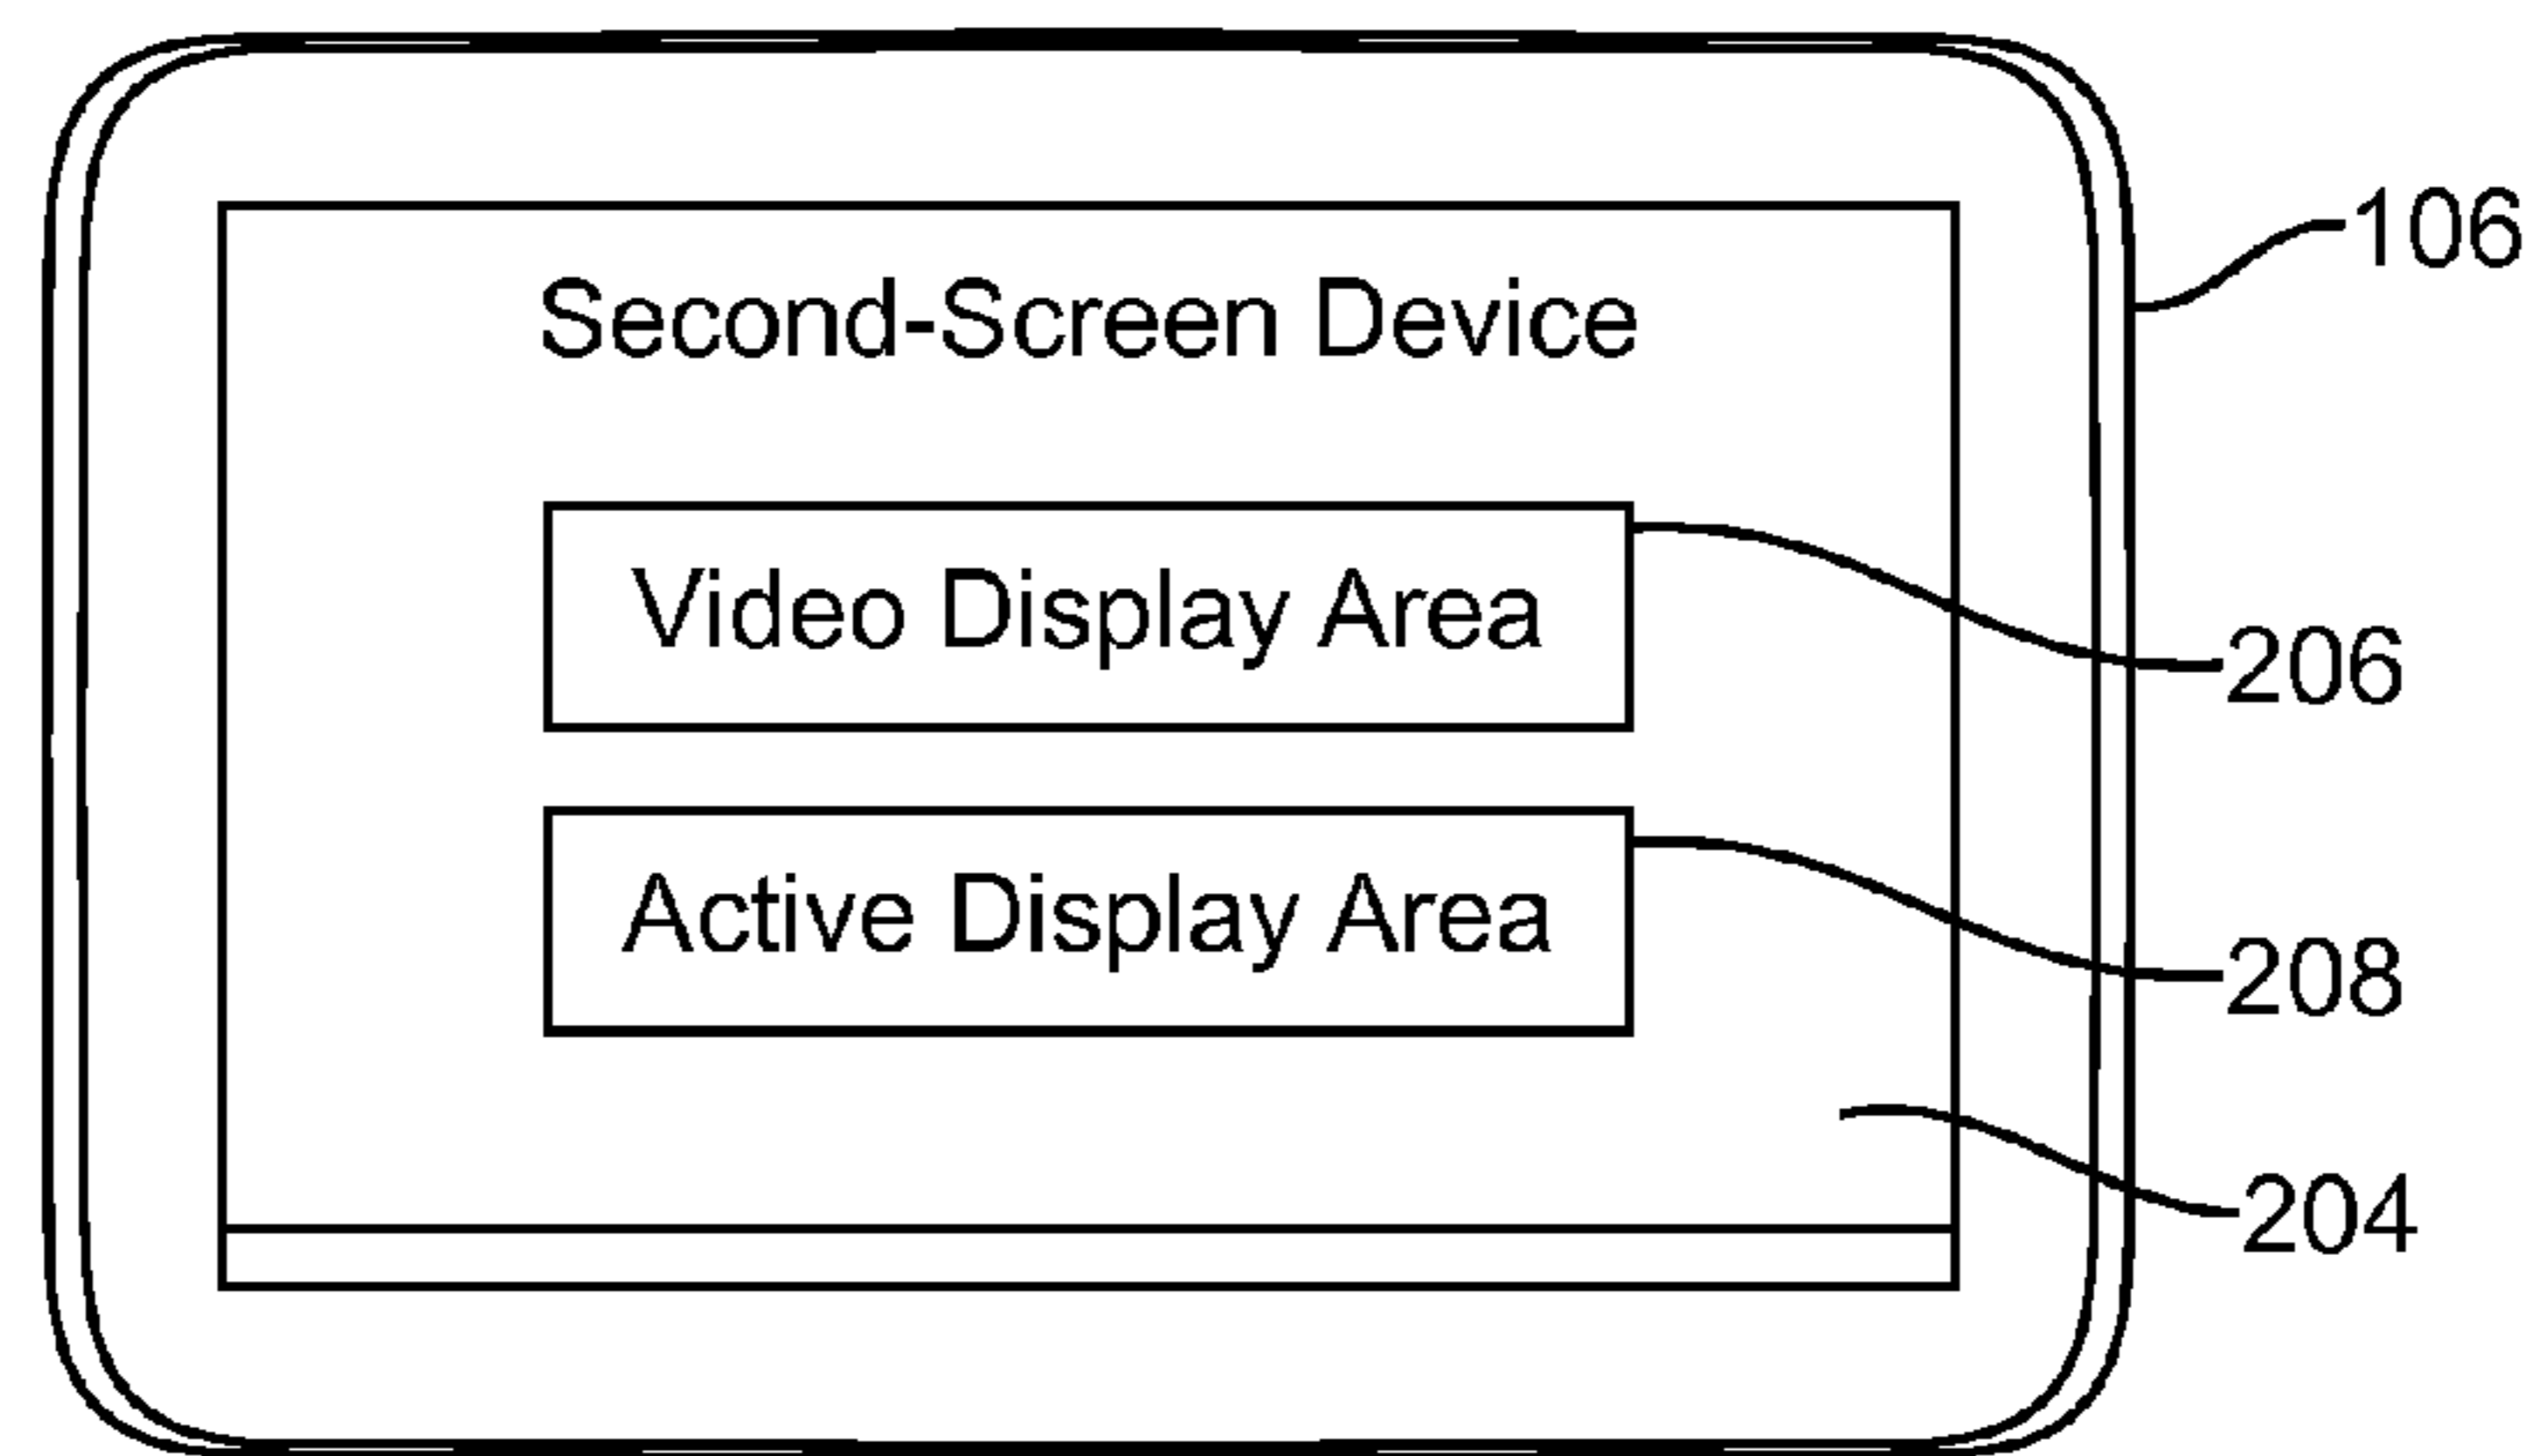 Second-Screen Device
106
Video Display Area
206
Active Display Area
208
204